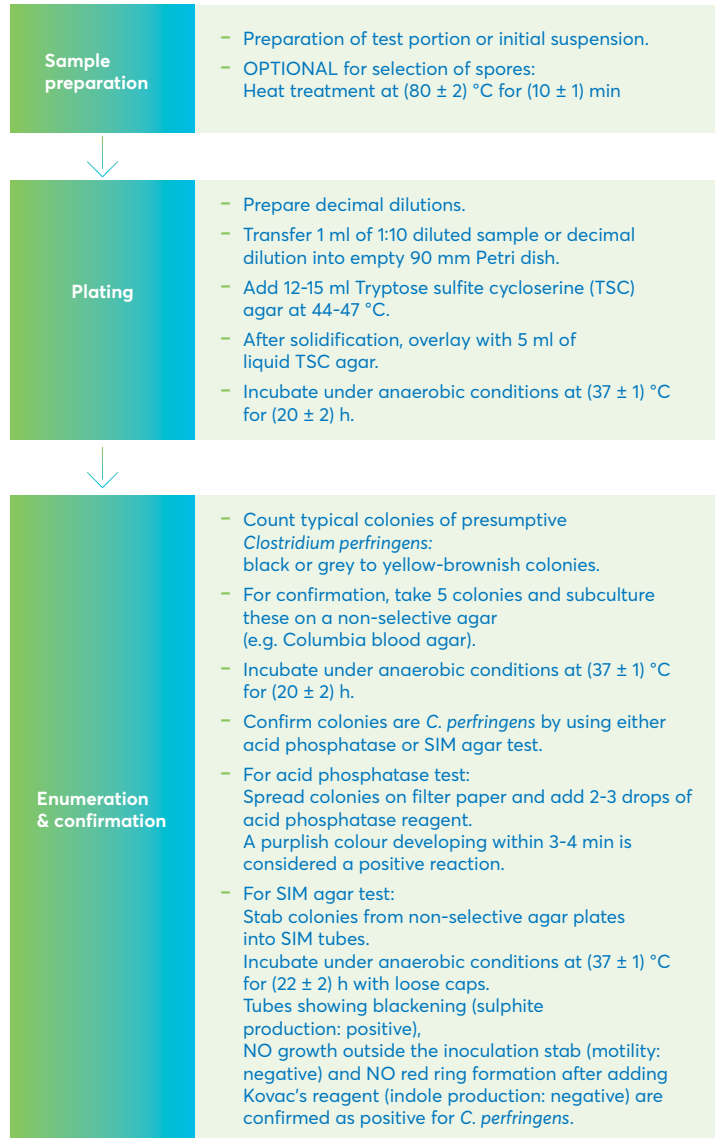 Sample
preparation
– Preparation of test portion or initial suspension.
– OPTIONAL for selection of spores:
Heat treatment at (80 ± 2) °C for (10 ± 1) min
Plating
– Prepare decimal dilutions.
– Transfer 1 ml of 1:10 diluted sample or decimal
dilution into empty 90 mm Petri dish.
– Add 12-15 ml Tryptose sulfite cycloserine (TSC)
agar at 44-47 °C.
– After solidification, overlay with 5 ml of
liquid TSC agar.
– Incubate under anaerobic conditions at (37 ± 1) °C
for (20 ± 2) h.
Enumeration
& confirmation
– Count typical colonies of presumptive
Clostridium perfringens:
black or grey to yellow-brownish colonies.
– For confirmation, take 5 colonies and subculture
these on a non-selective agar
(e.g. Columbia blood agar).
– Incubate under anaerobic conditions at (37 ± 1) °C
for (20 ± 2) h.
– Confirm colonies are C. perfringens by using either
acid phosphatase or SIM agar test.
– For acid phosphatase test:
Spread colonies on filter paper and add 2-3 drops of
acid phosphatase reagent.
A purplish colour developing within 3-4 min is
considered a positive reaction.
– For SIM agar test:
Stab colonies from non-selective agar plates
into SIM tubes.
Incubate under anaerobic conditions at (37 ± 1) °C
for (22 ± 2) h with loose caps.
Tubes showing blackening (sulphite
production: positive),
NO growth outside the inoculation stab (motility:
negative) and NO red ring formation after adding
Kovac's reagent (indole production: negative) are
confirmed as positive for C. perfringens.